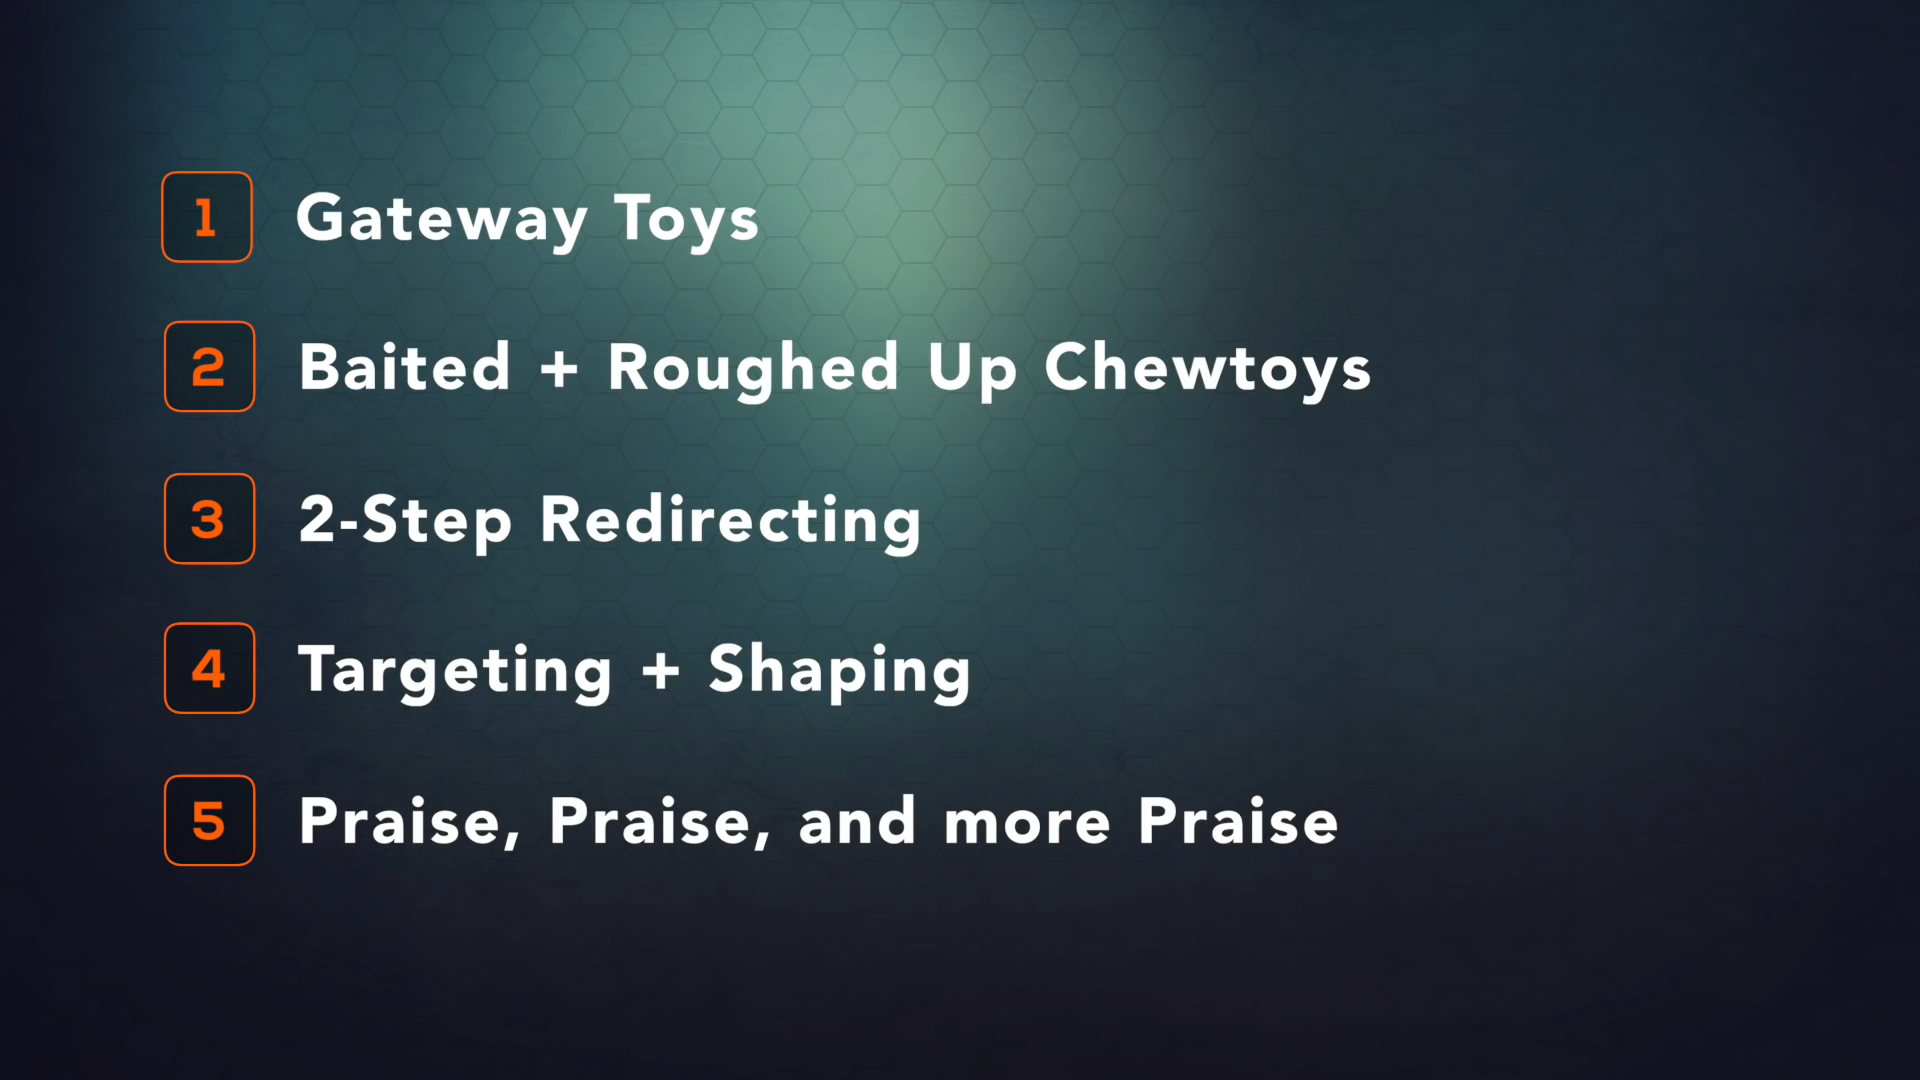 1 Gateway Toys
2 Baited + Roughed Up Chewtoys
3 2-Step Redirecting
4 Targeting + Shaping
5 Praise, Praise, and more Praise